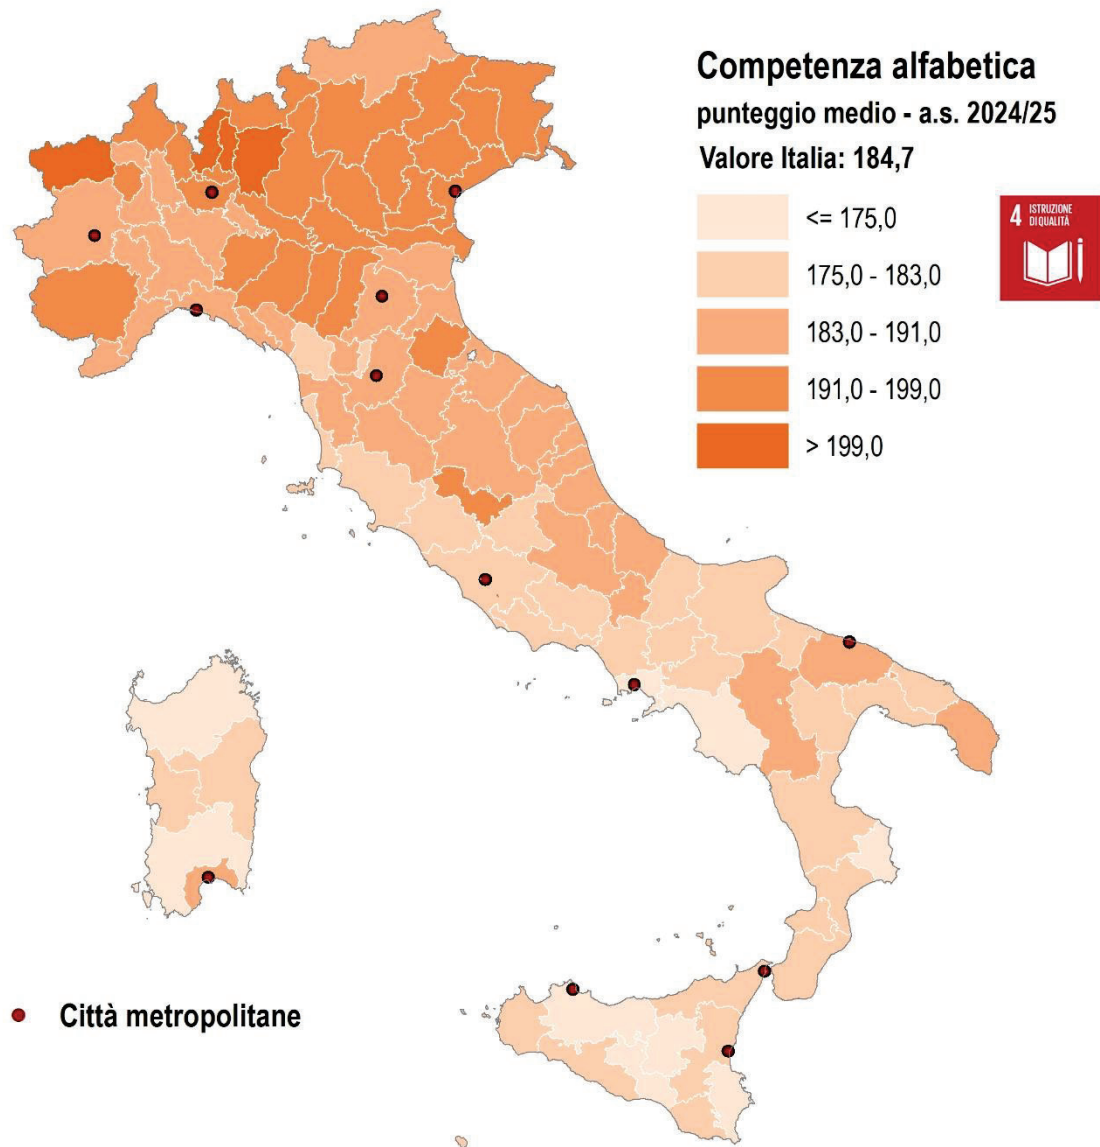 Competenza alfabetica
punteggio medio - a.s. 2024/25
Valore Italia: 184,7
<= 175,0
175,0 - 183,0
183,0 - 191,0
191,0 - 199,0
> 199,0
4 ISTRUZIONE
DI QUALITÀ
Città metropolitane